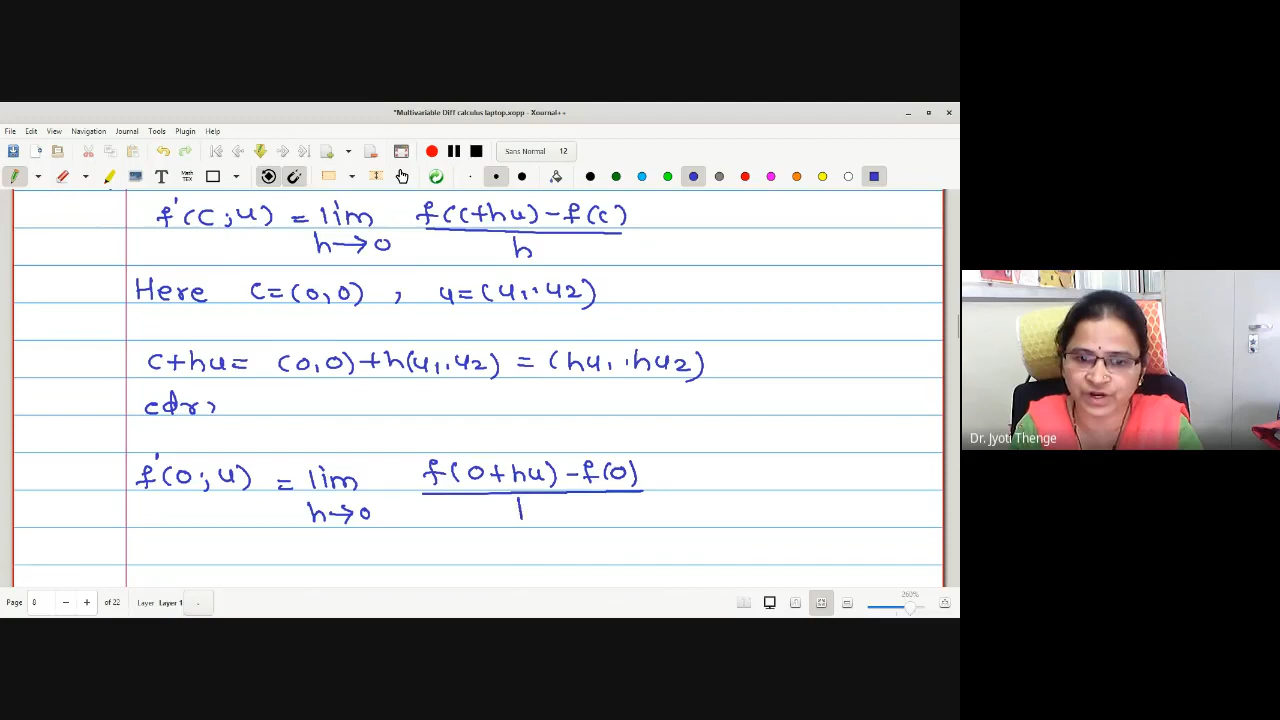 *Multivariable Diff calculus laptop.xopp - Xournal++
File Edit View Navigation Journal Tools Plugin Help
Sans Normal 12
f'(c;u) = lim f(c+hu)-f(c)
h→0 h
Here c=(0,0) , u=(u1,u2)
c+hu= (0,0)+h(u1,u2) = (hu1,hu2)
f'(0;u) = lim f(0+hu)-f(0)
h→0
Dr. Jyoti Thenge
Page 8 of 22 Layer Layer 1 260%